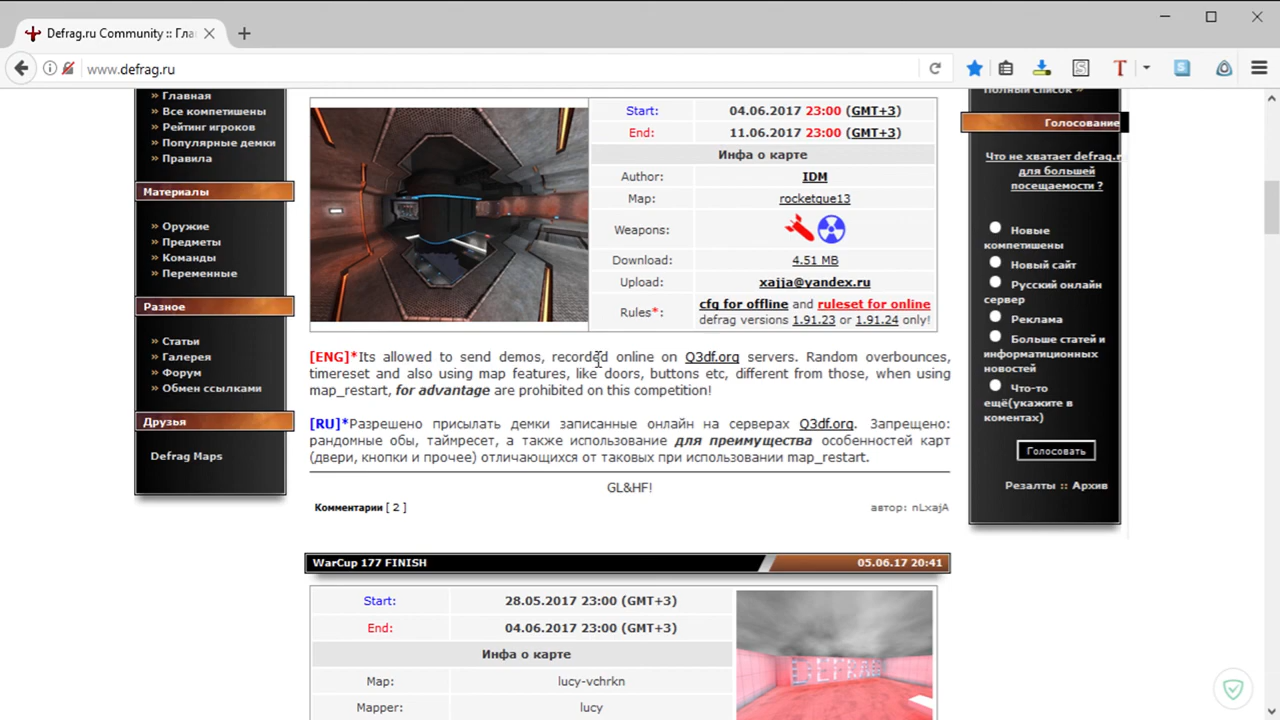 Defrag.ru Community :: Гла
www.defrag.ru
Главная
Все компетишены
Рейтинг игроков
Популярные демки
Правила
Материалы
Оружие
Предметы
Команды
Переменные
Разное
Статьи
Галерея
Форум
Обмен ссылками
Друзья
Defrag Maps
Start: 04.06.2017 23:00 (GMT+3)
End: 11.06.2017 23:00 (GMT+3)
Инфа о карте
Author: IDM
Map: rocketque13
Weapons:
Download: 4.51 MB
Upload: xajja@yandex.ru
Rules*: cfg for offline and ruleset for online
defrag versions 1.91.23 or 1.91.24 only!
[ENG]*Its allowed to send demos, recorded online on Q3df.org servers. Random overbounces,
timereset and also using map features, like doors, buttons etc, different from those, when using
map_restart, for advantage are prohibited on this competition!
[RU]*Разрешено присылать демки записанные онлайн на серверах Q3df.org. Запрещено:
рандомные обы, таймресет, а также использование для преимущества особенностей карт
(двери, кнопки и прочее) отличающихся от таковых при использовании map_restart.
GL&HF!
Комментарии [ 2 ]
автор: nLxajA
WarCup 177 FINISH
05.06.17 20:41
Start: 28.05.2017 23:00 (GMT+3)
End: 04.06.2017 23:00 (GMT+3)
Инфа о карте
Map: lucy-vchrkn
Mapper: lucy
DEFRAG
Полный список »
Голосование
Что не хватает defrag.r
для большей
посещаемости ?
Новые
компетишены
Новый сайт
Русский онлайн
сервер
Реклама
Больше статей и
информатационных
новостей
Что-то
ещё(укажите в
коментах)
Голосовать
Резалты :: Архив